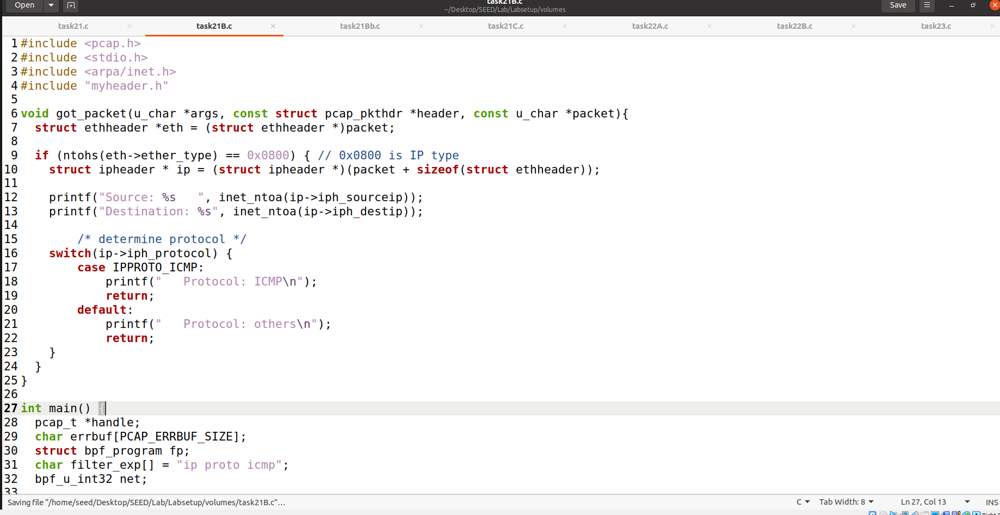 Open
task21B.c
~/Desktop/SEED/Lab/Labsetup/volumes
Save
task21.c
task21B.c
task21Bb.c
task21C.c
task22A.c
task22B.c
task23.c
1 #include <pcap.h>
2 #include <stdio.h>
3 #include <arpa/inet.h>
4 #include "myheader.h"
5
6 void got_packet(u_char *args, const struct pcap_pkthdr *header, const u_char *packet){
7   struct ethheader *eth = (struct ethheader *)packet;
8
9   if (ntohs(eth->ether_type) == 0x0800) { // 0x0800 is IP type
10     struct ipheader * ip = (struct ipheader *)(packet + sizeof(struct ethheader));
11
12     printf("Source: %s   ", inet_ntoa(ip->iph_sourceip));
13     printf("Destination: %s", inet_ntoa(ip->iph_destip));
14
15         /* determine protocol */
16     switch(ip->iph_protocol) {
17         case IPPROTO_ICMP:
18             printf("   Protocol: ICMP\n");
19             return;
20         default:
21             printf("   Protocol: others\n");
22             return;
23     }
24   }
25 }
26
27 int main() {
28   pcap_t *handle;
29   char errbuf[PCAP_ERRBUF_SIZE];
30   struct bpf_program fp;
31   char filter_exp[] = "ip proto icmp";
32   bpf_u_int32 net;
33
Saving file “/home/seed/Desktop/SEED/Lab/Labsetup/volumes/task21B.c”…
C
Tab Width: 8
Ln 27, Col 13
INS